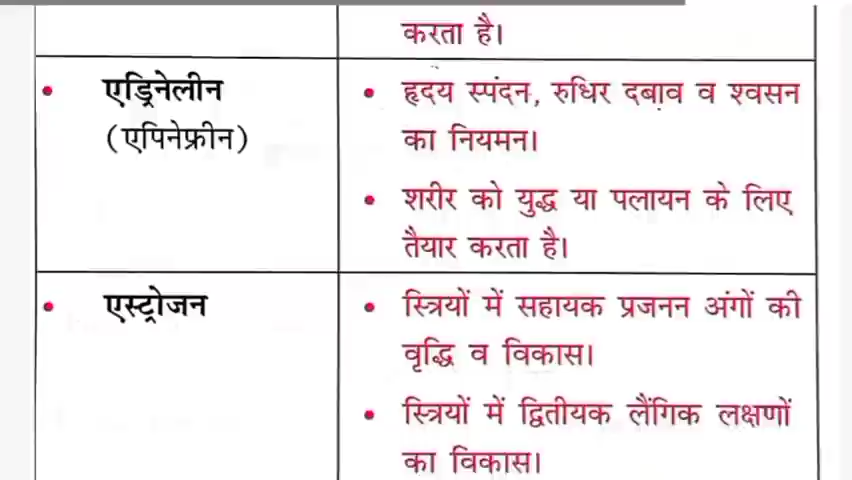 करता है।
• एड्रिनेलीन
(एपिनेफ्रीन)
• हृदय स्पंदन, रुधिर दबाव व श्वसन
का नियमन।
• शरीर को युद्ध या पलायन के लिए
तैयार करता है।
• एस्ट्रोजन
• स्त्रियों में सहायक प्रजनन अंगों की
वृद्धि व विकास।
• स्त्रियों में द्वितीयक लैंगिक लक्षणों
का विकास।